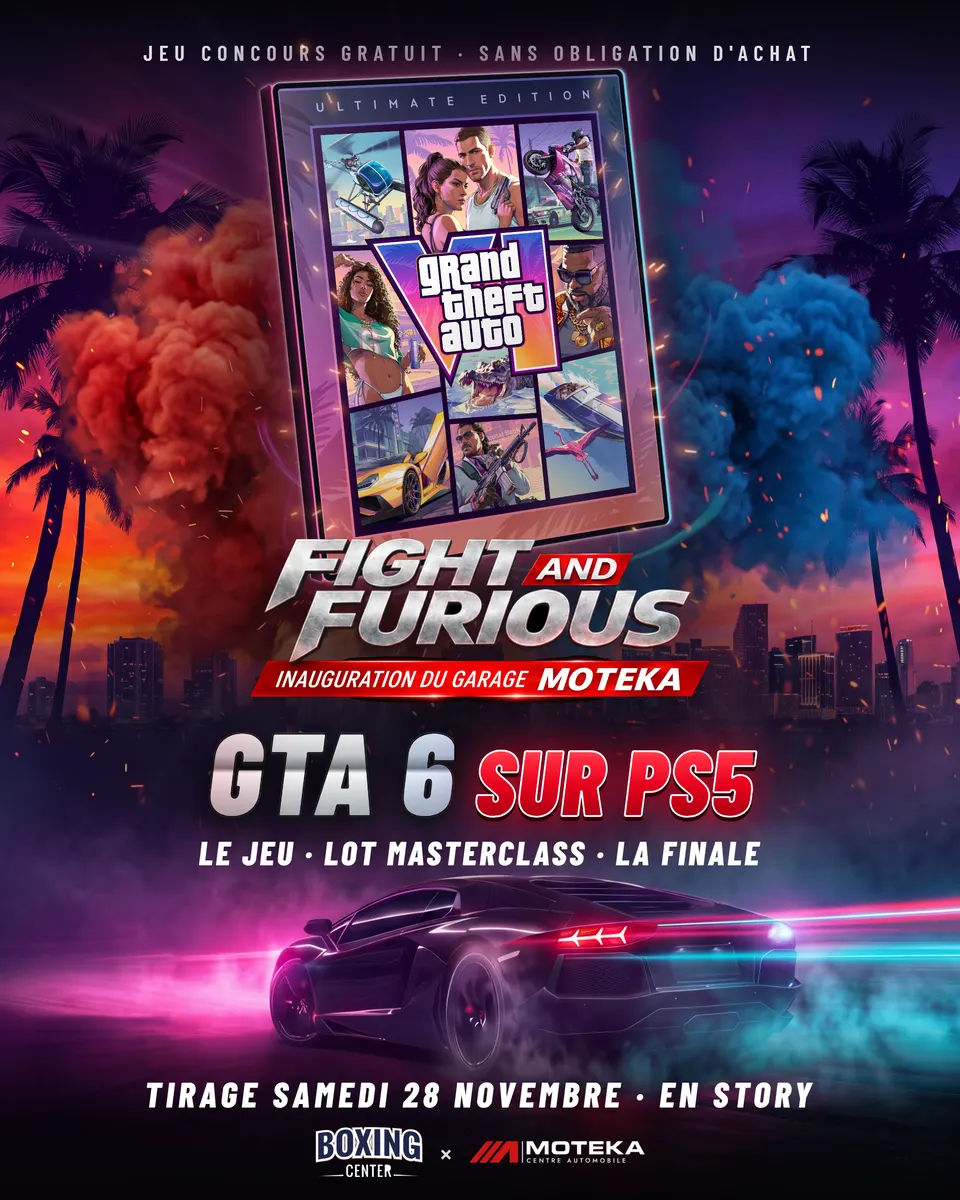 JEU CONCOURS GRATUIT · SANS OBLIGATION D'ACHAT
ULTIMATE EDITION
VI
grand
theft
auto
FIGHT AND
FURIOUS
INAUGURATION DU GARAGE MOTEKA
GTA 6 SUR PS5
LE JEU · LOT MASTERCLASS · LA FINALE
TIRAGE SAMEDI 28 NOVEMBRE · EN STORY
BOXING
CENTER
×
MOTEKA
CENTRE AUTOMOBILE